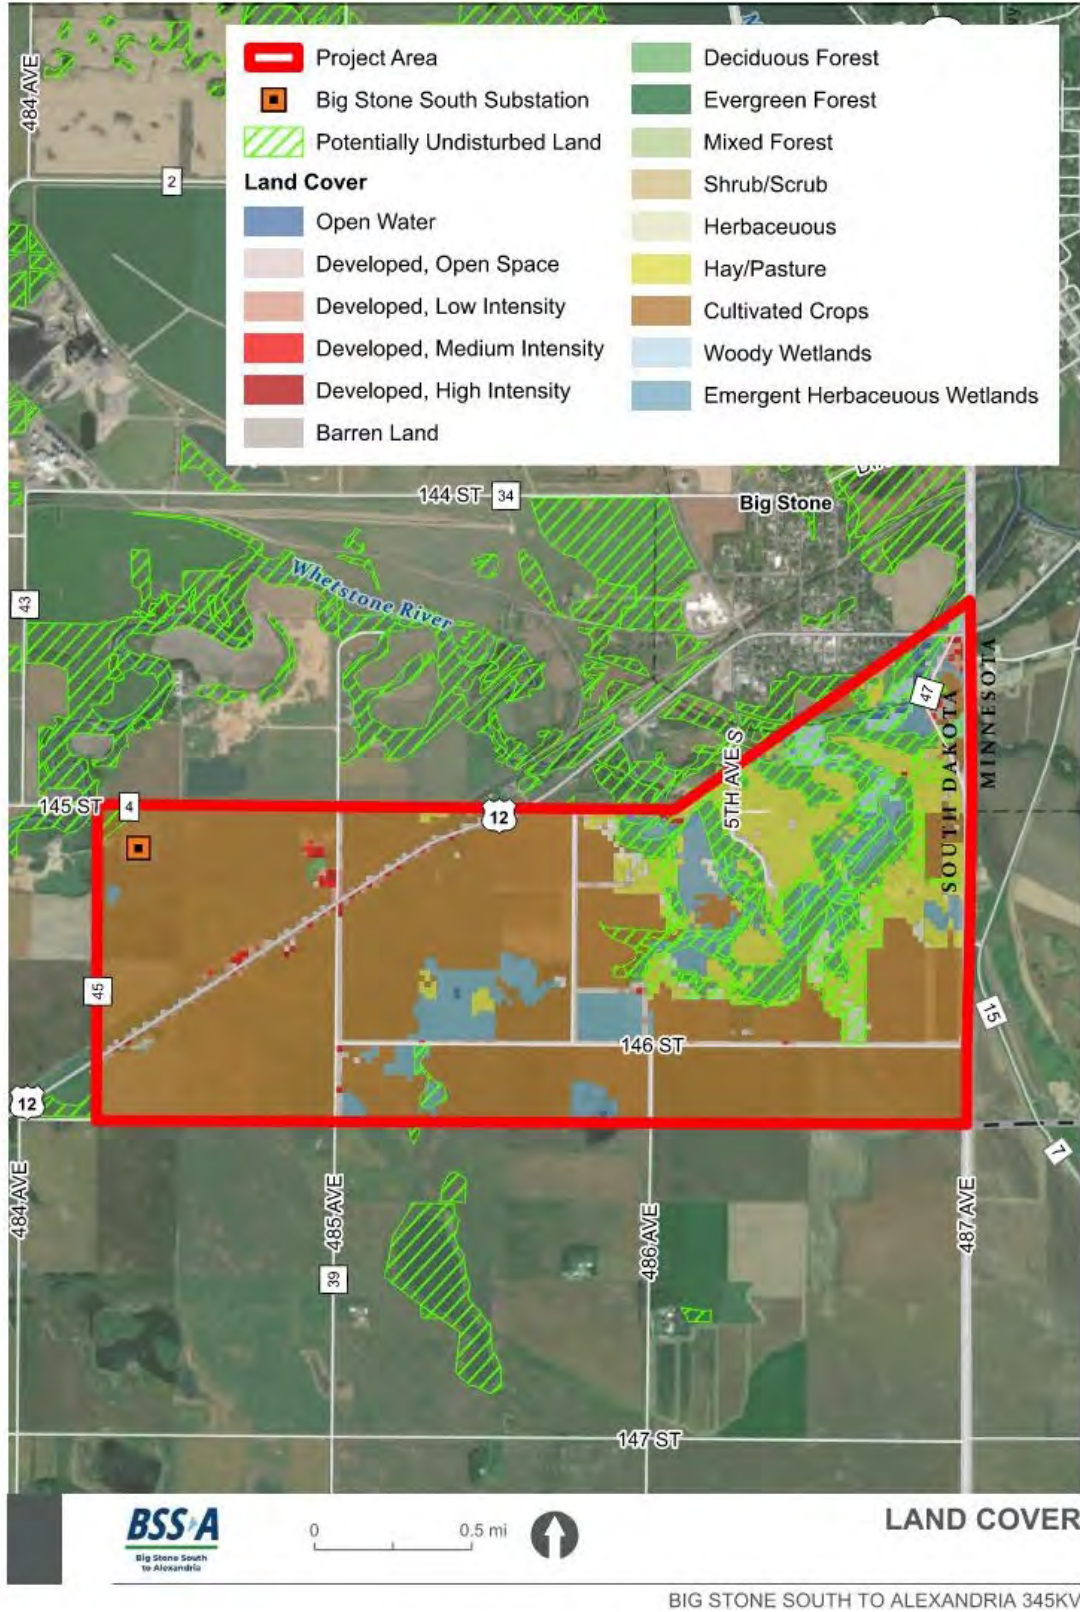 484 AVE
2
Project Area
Big Stone South Substation
Potentially Undisturbed Land
Land Cover
Open Water
Developed, Open Space
Developed, Low Intensity
Developed, Medium Intensity
Developed, High Intensity
Barren Land
Deciduous Forest
Evergreen Forest
Mixed Forest
Shrub/Scrub
Herbaceuous
Hay/Pasture
Cultivated Crops
Woody Wetlands
Emergent Herbaceuous Wetlands
144 ST 34
Big Stone
Whetstone River
43
47
SOUTH DAKOTA
MINNESOTA
5TH AVE S
145 ST 4
12
45
15
146 ST
12
7
484 AVE
485 AVE
486 AVE
487 AVE
39
147 ST
BSS A
Big Stone South
to Alexandria
0 0.5 mi
LAND COVER
BIG STONE SOUTH TO ALEXANDRIA 345KV